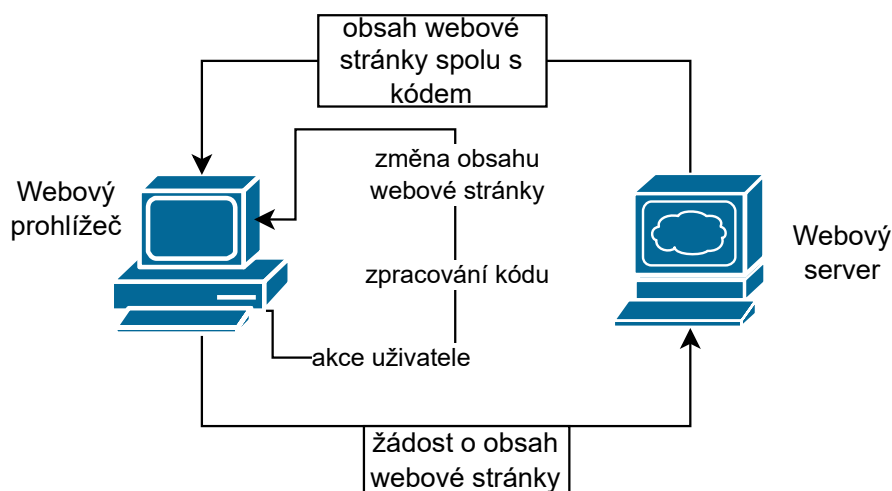 obsah webové
stránky spolu s
kódem
změna obsahu
webové stránky
Webový
prohlížeč
Webový
server
zpracování kódu
akce uživatele
žádost o obsah
webové stránky